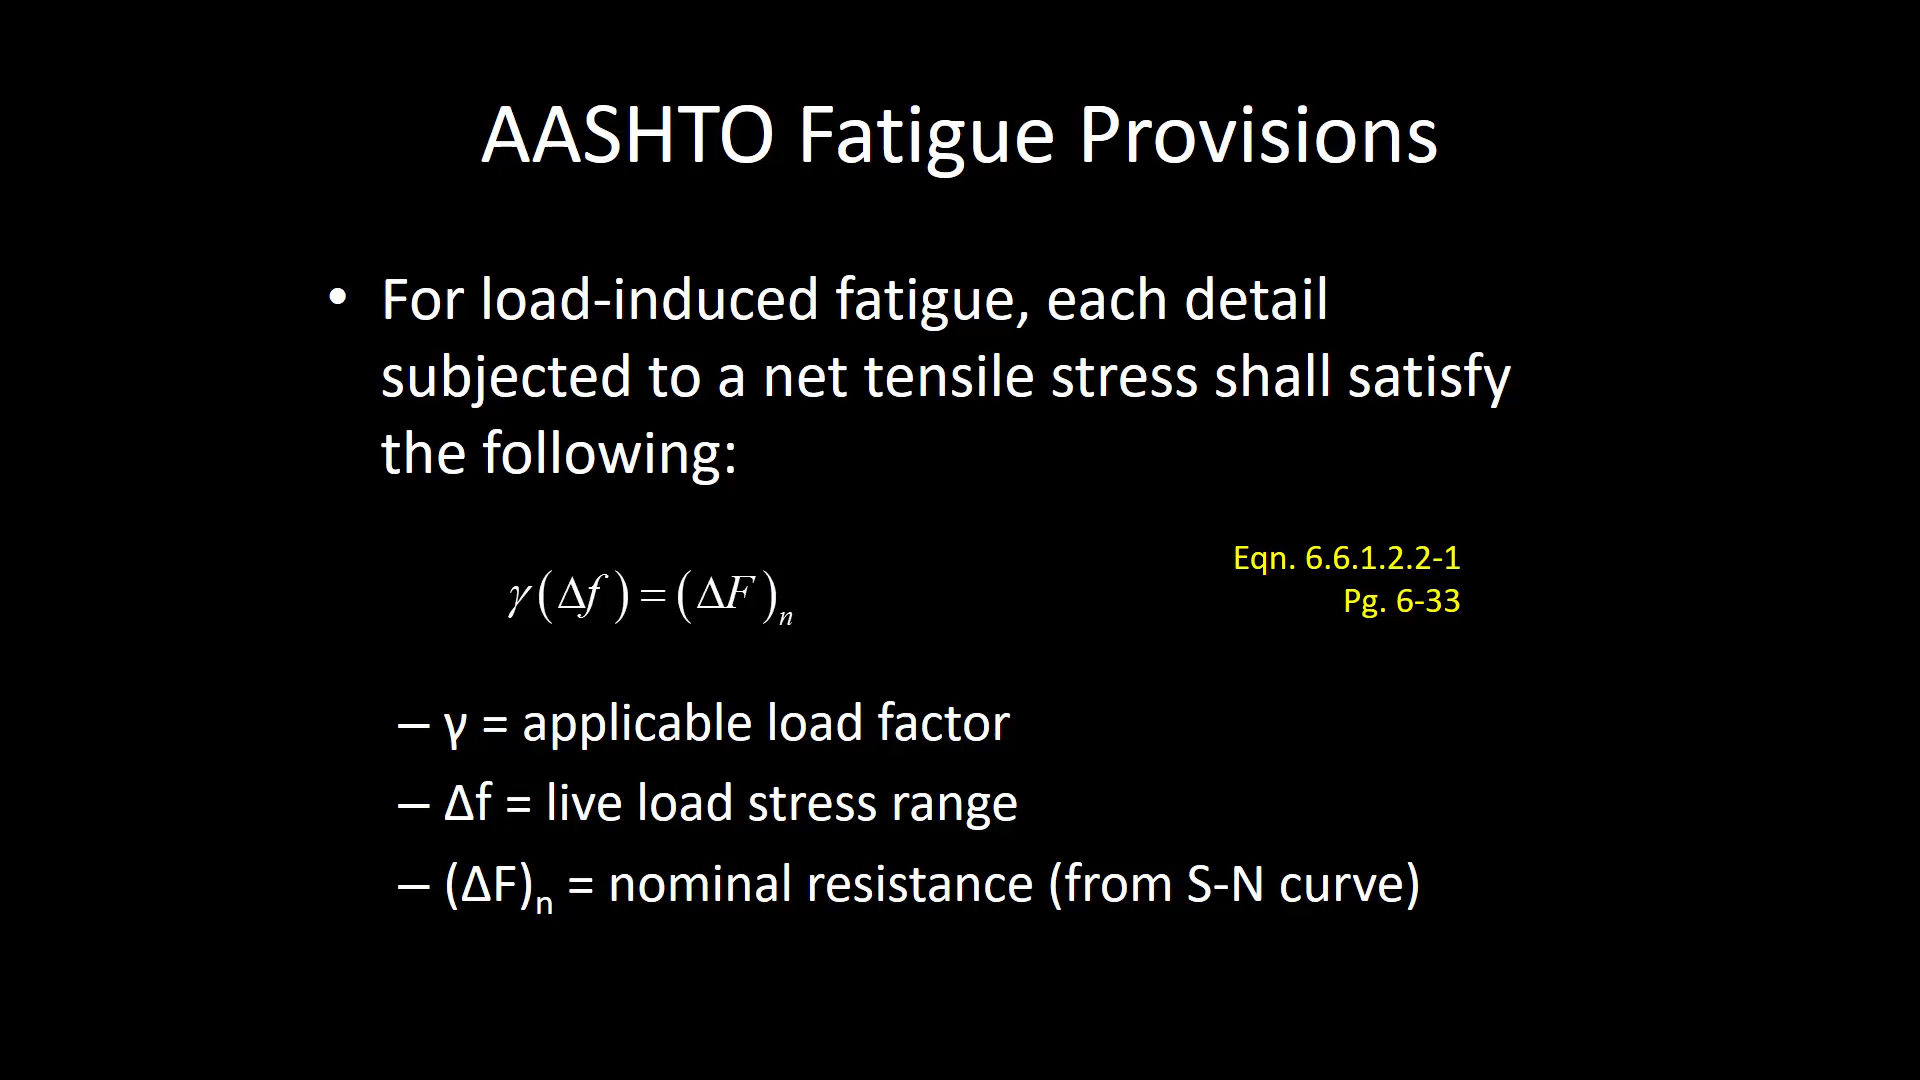 AASHTO Fatigue Provisions
• For load-induced fatigue, each detail
subjected to a net tensile stress shall satisfy
the following:
γ(Δf) = (ΔF)n
Eqn. 6.6.1.2.2-1
Pg. 6-33
– γ = applicable load factor
– Δf = live load stress range
– (ΔF)n = nominal resistance (from S-N curve)